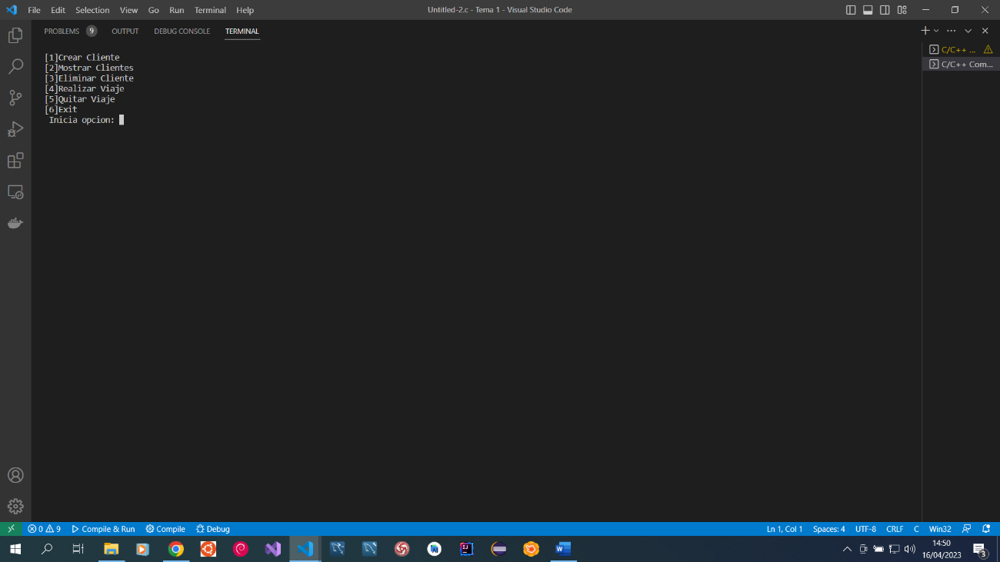 File Edit Selection View Go Run Terminal Help
Untitled-2.c - Tema 1 - Visual Studio Code
PROBLEMS 9 OUTPUT DEBUG CONSOLE TERMINAL
C/C++ ...
C/C++ Com...
[1]Crear Cliente
[2]Mostrar Clientes
[3]Eliminar Cliente
[4]Realizar Viaje
[5]Quitar Viaje
[6]Exit
Inicia opcion:
0 9 Compile & Run Compile Debug
Ln 1, Col 1 Spaces: 4 UTF-8 CRLF C Win32
14:50
16/04/2023
3